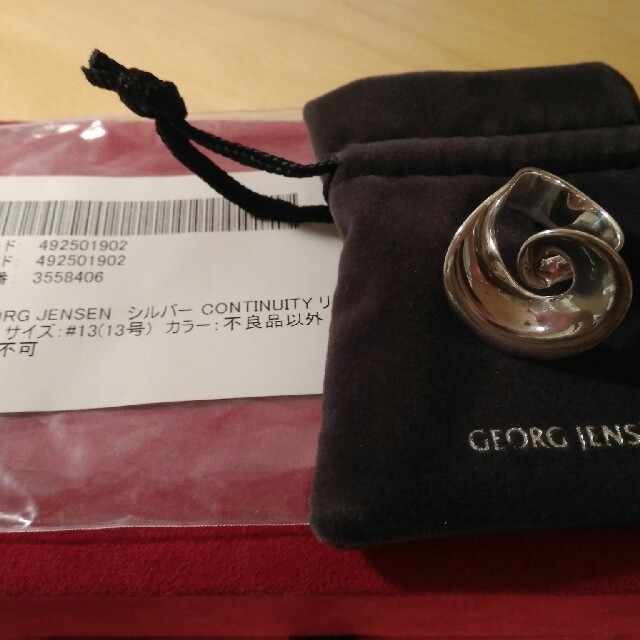 ド: 492501902
ド: 492501902
番 3558406
ORG JENSEN シルバー CONTINUITY リ
サイズ:#13(13号) カラー:不良品以外
不可
GEORG JENS